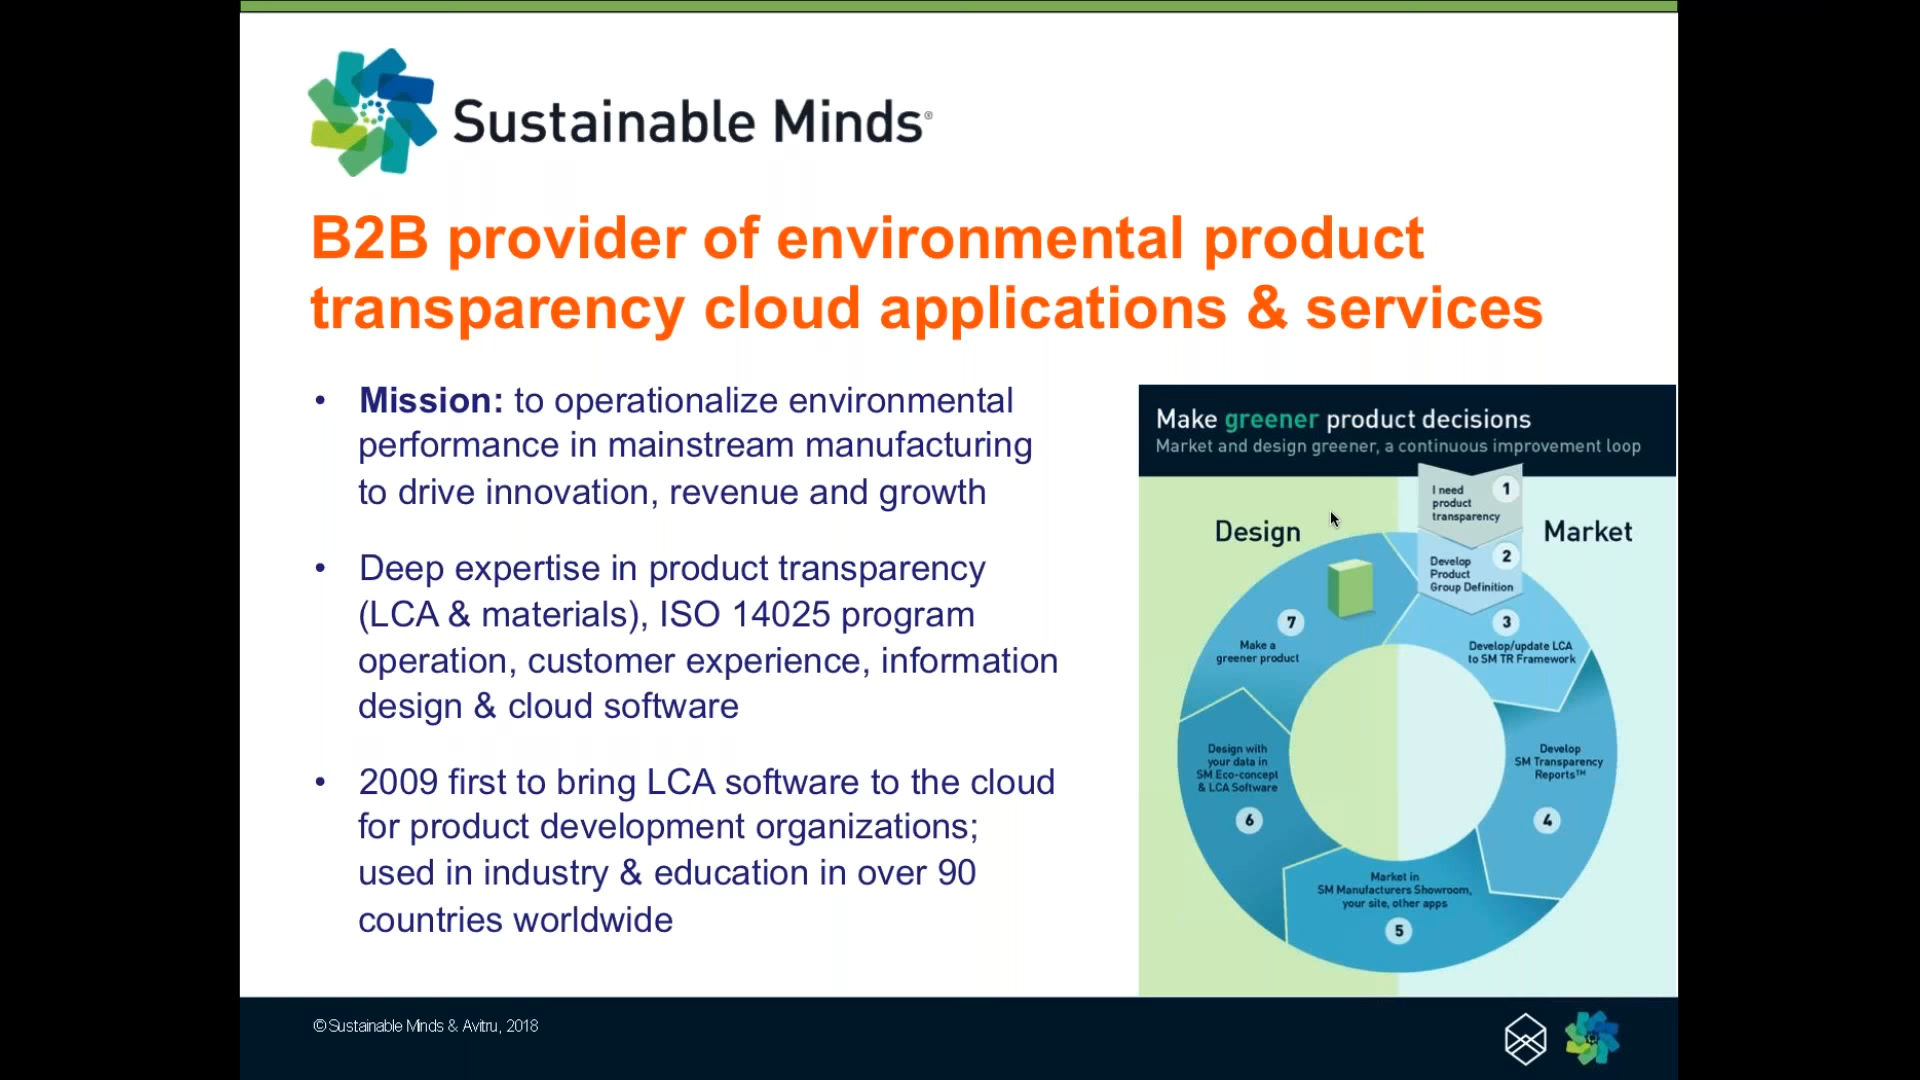 Sustainable Minds®
B2B provider of environmental product
transparency cloud applications & services
• Mission: to operationalize environmental
performance in mainstream manufacturing
to drive innovation, revenue and growth
• Deep expertise in product transparency
(LCA & materials), ISO 14025 program
operation, customer experience, information
design & cloud software
• 2009 first to bring LCA software to the cloud
for product development organizations;
used in industry & education in over 90
countries worldwide
Make greener product decisions
Market and design greener, a continuous improvement loop
Design
Market
I need
product
transparency
1
Develop
Product
Group Definition
2
3
Develop/update LCA
to SM TR Framework
Develop
SM Transparency
Reports™
4
Market in
SM Manufacturers Showroom,
your site, other apps
5
Design with
your data in
SM Eco-concept
& LCA Software
6
7
Make a
greener product
© Sustainable Minds & Avitru, 2018